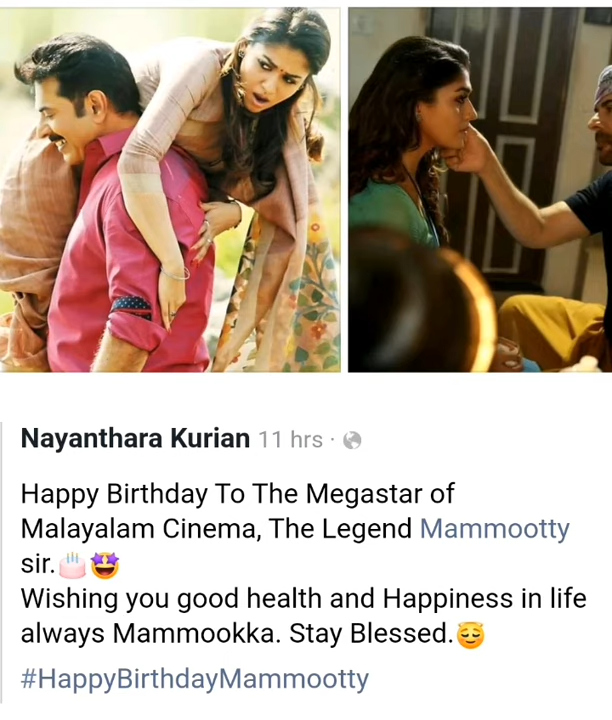 Nayanthara Kurian 11 hrs ·
Happy Birthday To The Megastar of
Malayalam Cinema, The Legend Mammootty
sir.🎂🤩
Wishing you good health and Happiness in life
always Mammookka. Stay Blessed.😇
#HappyBirthdayMammootty